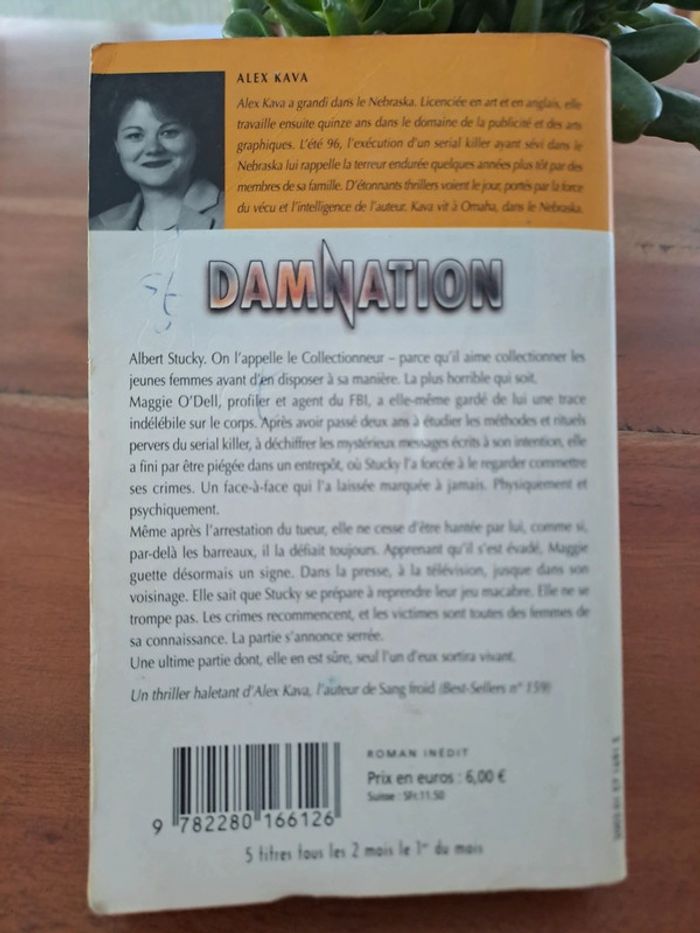 ALEX KAVA
Alex Kava a grandi dans le Nebraska. Licenciée en art et en anglais, elle
travaille ensuite quinze ans dans le domaine de la publicité et des arts
graphiques. L'été 96, l'exécution d'un serial killer ayant sévi dans le
Nebraska lui rappelle la terreur endurée quelques années plus tôt par des
membres de sa famille. D'étonnants thrillers voient le jour, portés par la force
du vécu et l'intelligence de l'auteur. Kava vit à Omaha, dans le Nebraska.
DAMNATION
Albert Stucky. On l'appelle le Collectionneur – parce qu'il aime collectionner les
jeunes femmes avant d'en disposer à sa manière. La plus horrible qui soit.
Maggie O'Dell, profiler et agent du FBI, a elle-même gardé de lui une trace
indélébile sur le corps. Après avoir passé deux ans à étudier les méthodes et rituels
pervers du serial killer, à déchiffrer les mystérieux messages écrits à son intention, elle
a fini par être piégée dans un entrepôt, où Stucky l'a forcée à le regarder commettre
ses crimes. Un face-à-face qui l'a laissée marquée à jamais. Physiquement et
psychiquement.
Même après l'arrestation du tueur, elle ne cesse d'être hantée par lui, comme si,
par-delà les barreaux, il la défiait toujours. Apprenant qu'il s'est évadé, Maggie
guette désormais un signe. Dans la presse, à la télévision, jusque dans son
voisinage. Elle sait que Stucky se prépare à reprendre leur jeu macabre. Elle ne se
trompe pas. Les crimes recommencent, et les victimes sont toutes des femmes de
sa connaissance. La partie s'annonce serrée.
Une ultime partie dont, elle en est sûre, seul l'un d'eux sortira vivant.
Un thriller haletant d'Alex Kava, l'auteur de Sang froid (Best-Sellers n° 159)
ROMAN INÉDIT
Prix en euros : 6,00 €
Suisse : SFr.11.50
9 782280 166126
5 titres tous les 2 mois le 1er du mois